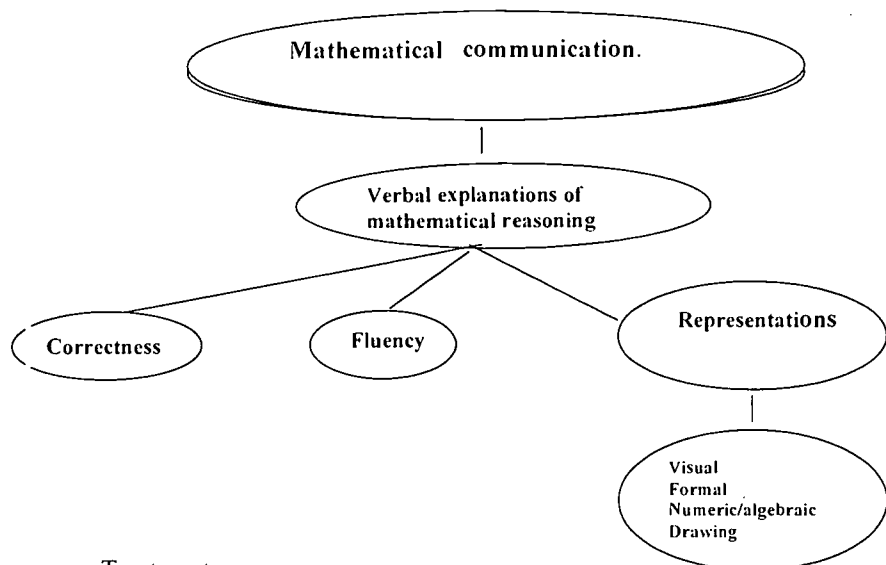 Mathematical communication.
Verbal explanations of
mathematical reasoning
Correctness
Fluency
Representations
Visual
Formal
Numeric/algebraic
Drawing